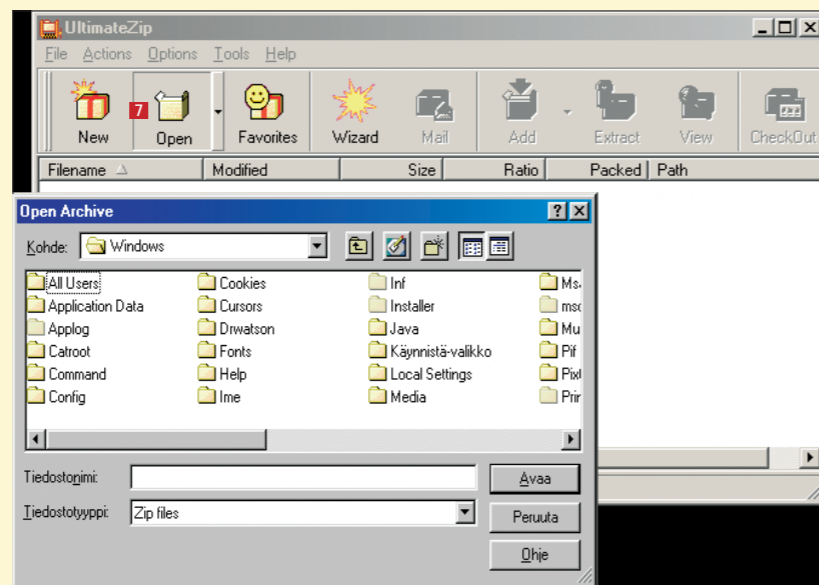 UltimateZip
File Actions Options Tools Help
New 7 Open Favorites Wizard Mail Add Extract View CheckOut
Filename Modified Size Ratio Packed Path
Open Archive
Kohde: Windows
All Users Cookies Inf Ms
Application Data Cursors Installer
Applog Drwatson Java Mu
Catroot Fonts Käynnistä-valikko Pif
Command Help Local Settings
Config Ime Media
Tiedostonimi: Avaa
Tiedostotyyppi: Zip files Peruuta
Ohje